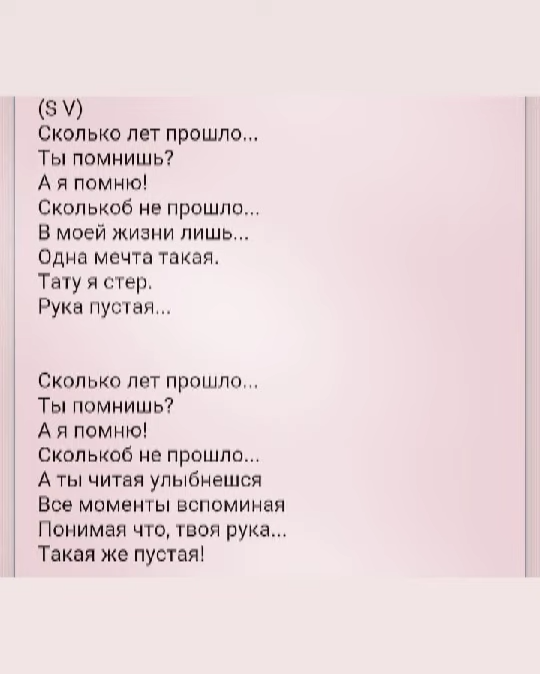 (S V)
Сколько лет прошло...
Ты помнишь?
А я помню!
Сколькоб не прошло...
В моей жизни лишь...
Одна мечта такая.
Тату я стер.
Рука пустая...
Сколько лет прошло...
Ты помнишь?
А я помню!
Сколькоб не прошло...
А ты читая улыбнешся
Все моменты вспоминая
Понимая что, твоя рука...
Такая же пустая!